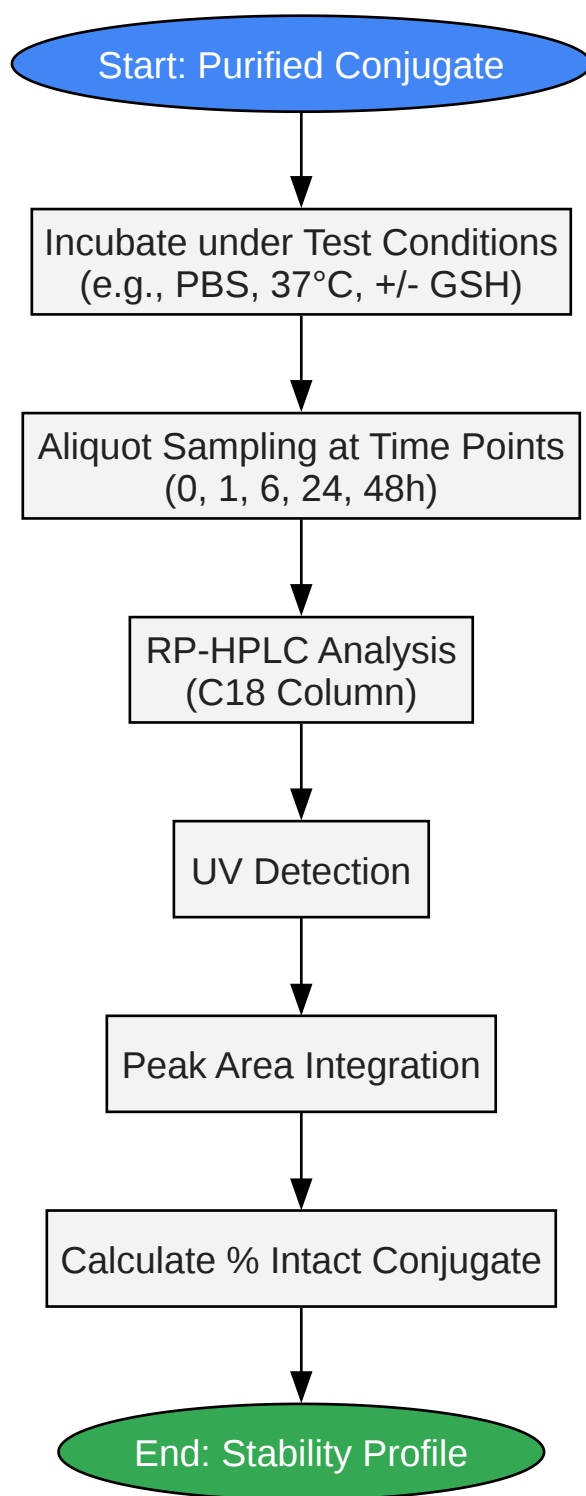 Start: Purified Conjugate
Incubate under Test Conditions
(e.g., PBS, 37°C, +/- GSH)
Aliquot Sampling at Time Points
(0, 1, 6, 24, 48h)
RP-HPLC Analysis
(C18 Column)
UV Detection
Peak Area Integration
Calculate % Intact Conjugate
End: Stability Profile